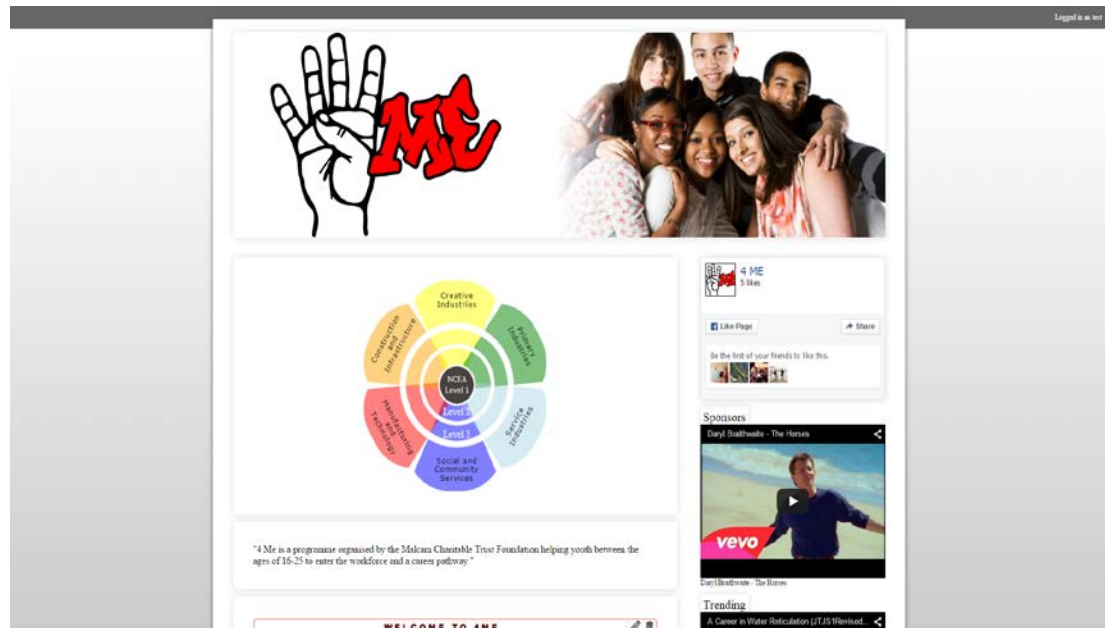 Logged in as test
ME
Creative
Industries
Primary
Industries
Service
Industries
Social and
Community
Services
Manufacturing
and
Technology
Construction
and
Infrastructure
NCEA
Level 1
Level 2
Level 3
"4 Me is a programme organised by the Malcam Charitable Trust Foundation helping youth between the
ages of 16-25 to enter the workforce and a career pathway."
WELCOME TO 4ME
4 ME
5 likes
Like Page
Share
Be the first of your friends to like this.
Sponsors
Daryl Braithwaite - The Horses
vevo
Daryl Braithwaite - The Horses
Trending
A Career in Water Reticulation (JTJS1Revised...